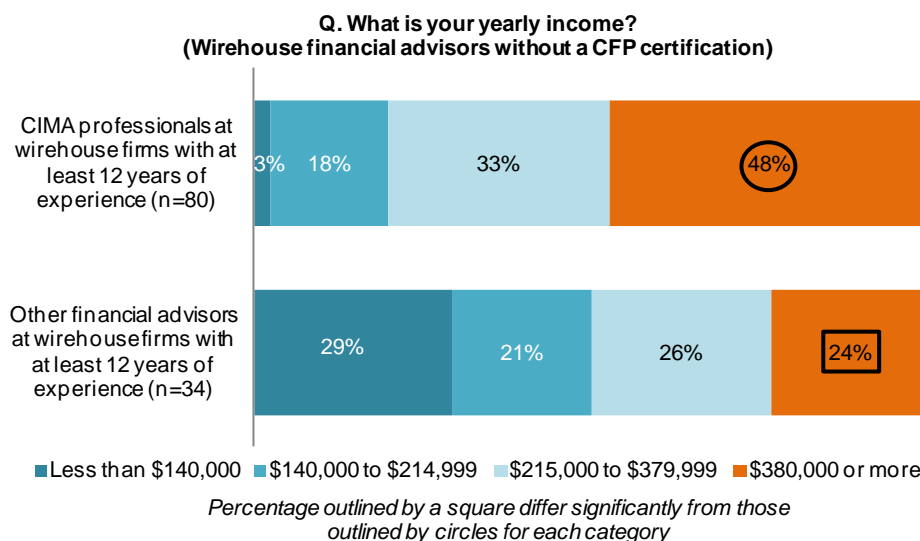 Q. What is your yearly income?
(Wirehouse financial advisors without a CFP certification)
CIMA professionals at
wirehouse firms with at
least 12 years of
experience (n=80)
3%
18%
33%
48%
Other financial advisors
at wirehouse firms with
at least 12 years of
experience (n=34)
29%
21%
26%
24%
Less than $140,000
$140,000 to $214,999
$215,000 to $379,999
$380,000 or more
Percentage outlined by a square differ significantly from those
outlined by circles for each category